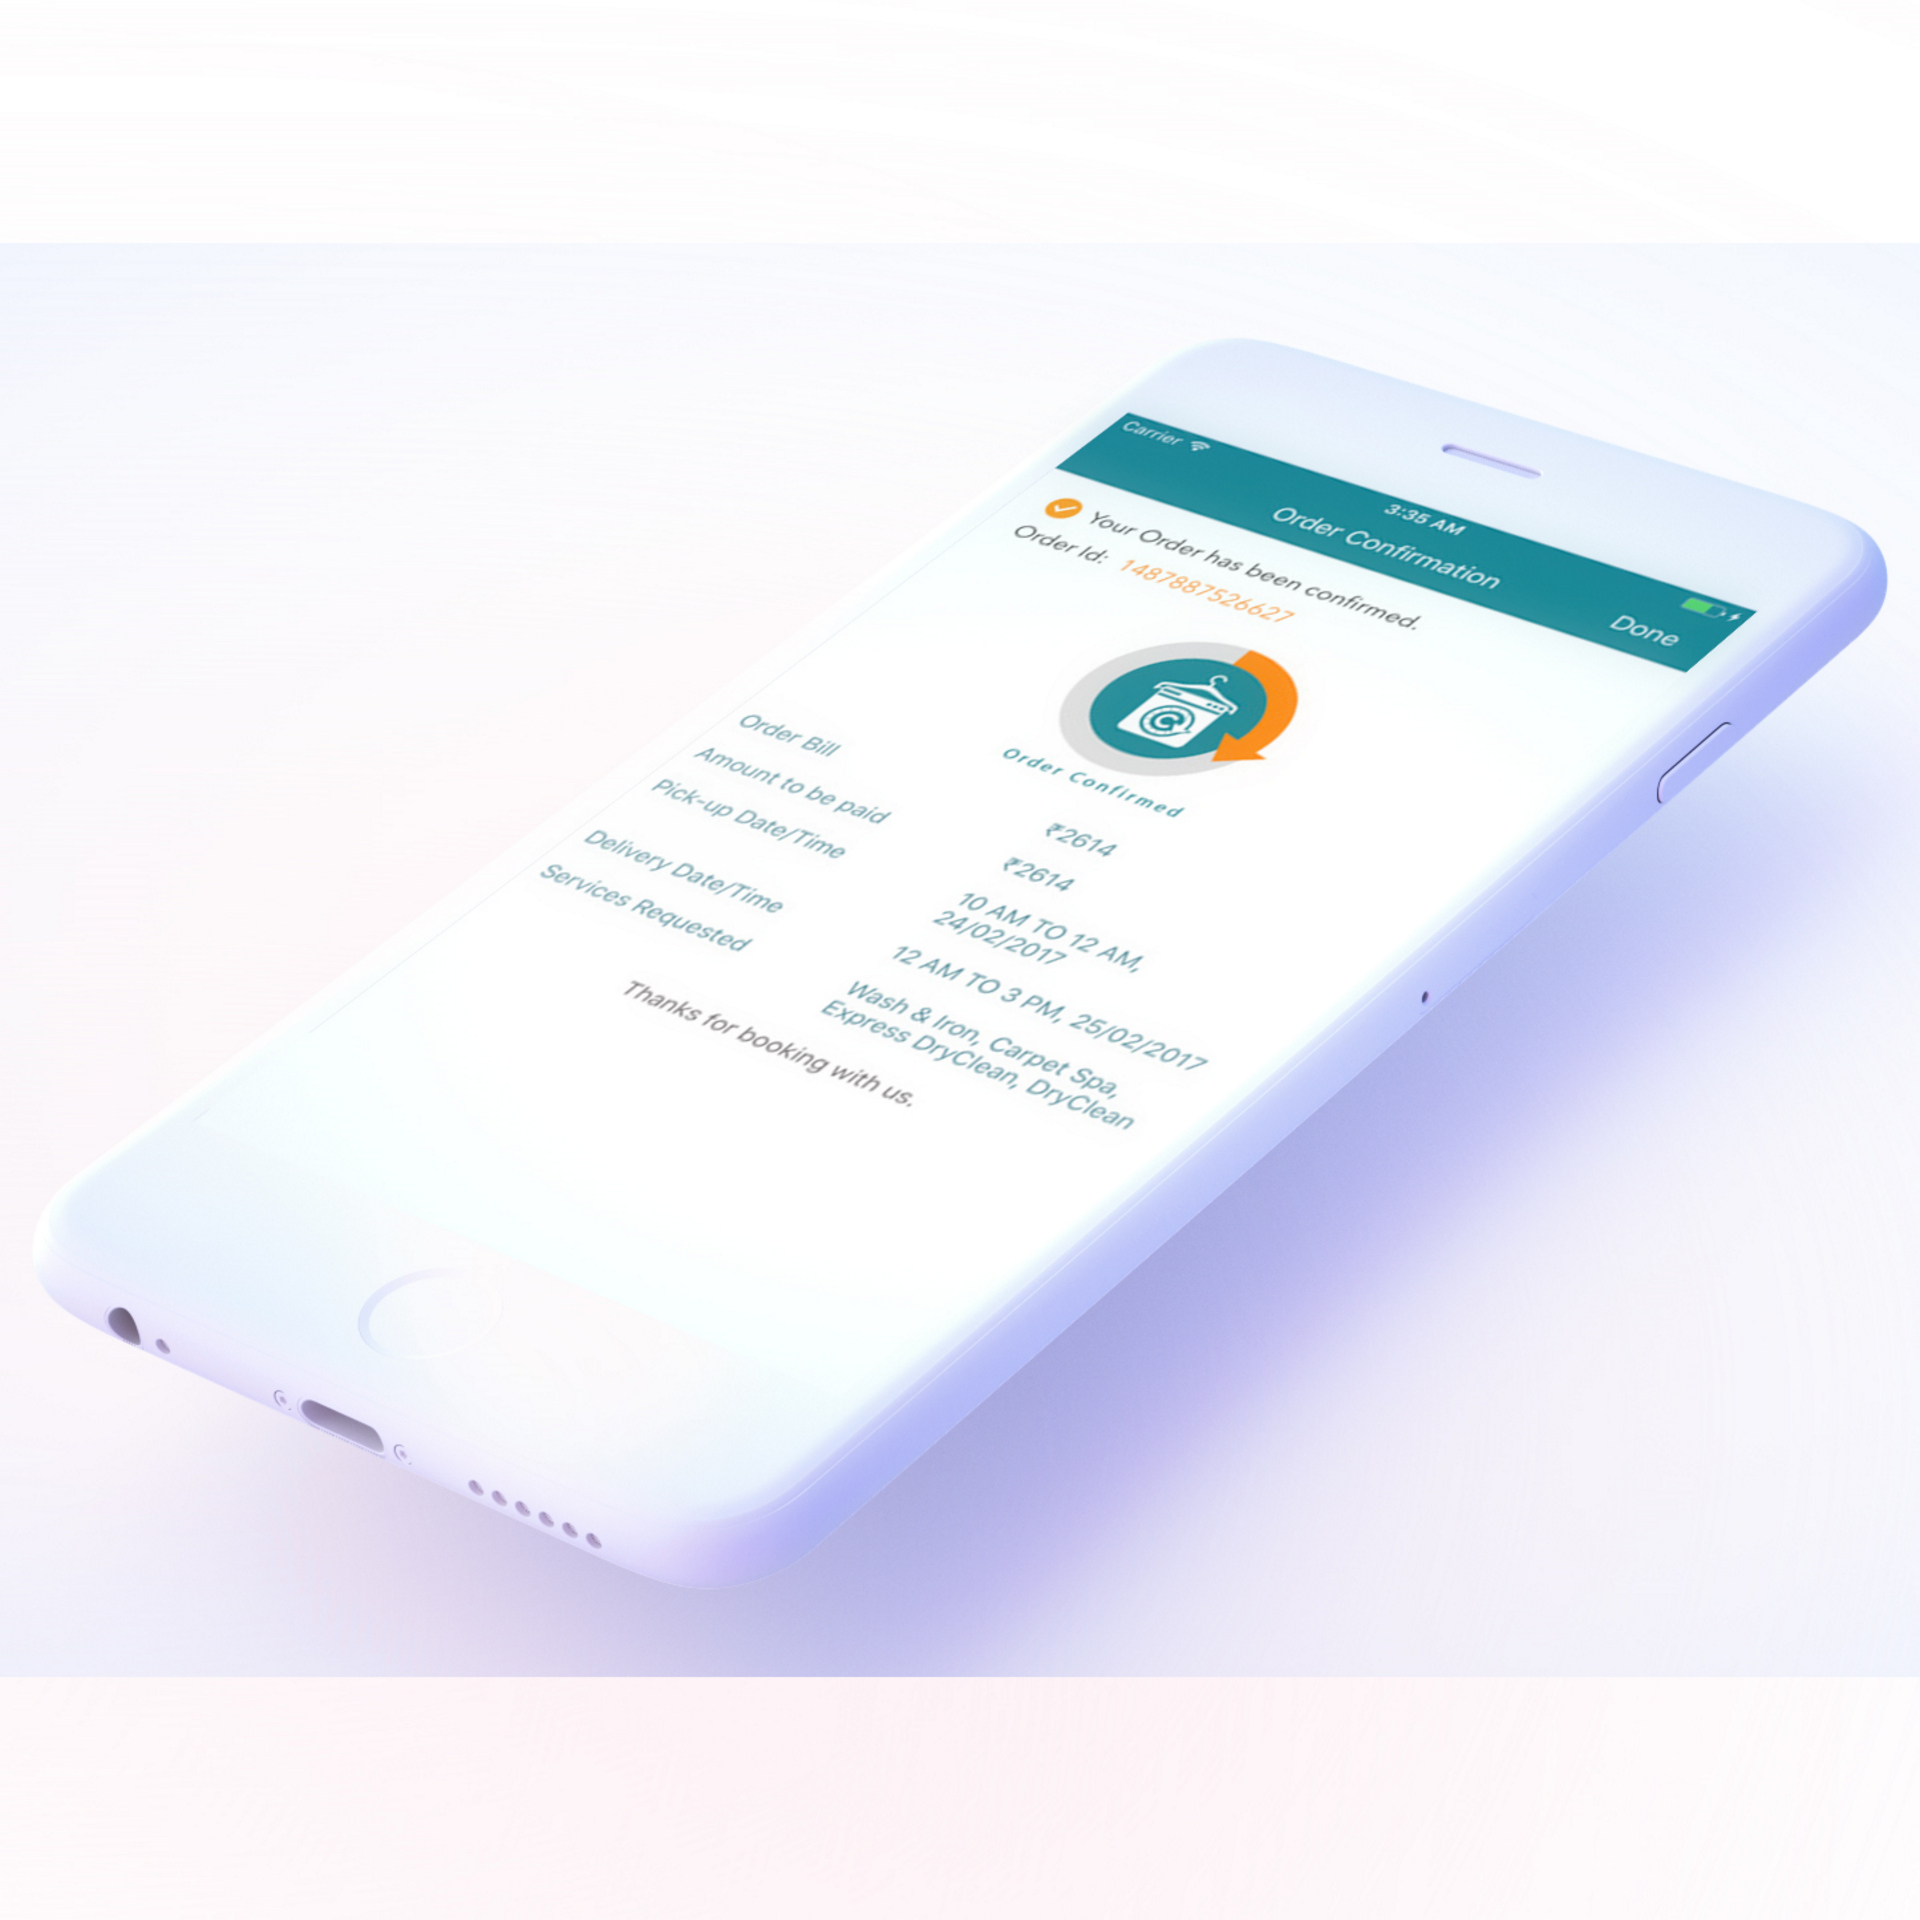 Carrier
3:35 AM
Order Confirmation
Done
Your Order has been confirmed.
Order Id: 1487887526627
C
Order Confirmed
Order Bill ₹2614
Amount to be paid ₹2614
Pick-up Date/Time 10 AM TO 12 AM,
24/02/2017
Delivery Date/Time 12 AM TO 3 PM, 25/02/2017
Services Requested Wash & Iron, Carpet Spa,
Express DryClean, DryClean
Thanks for booking with us.